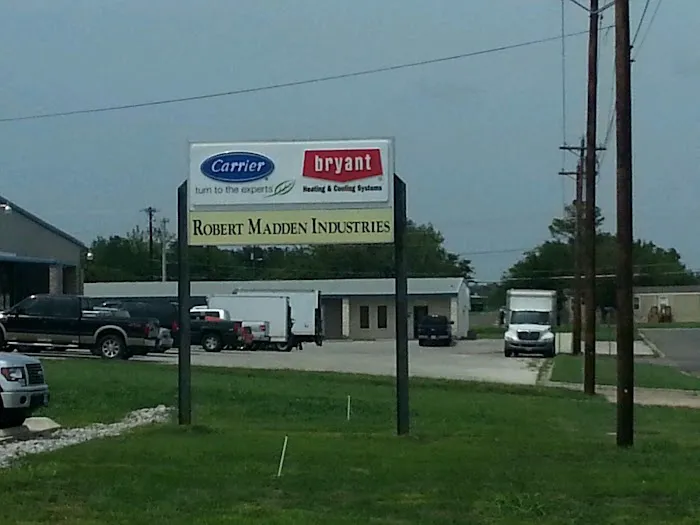 Carrier
turn to the experts
bryant
Heating & Cooling Systems
ROBERT MADDEN INDUSTRIES